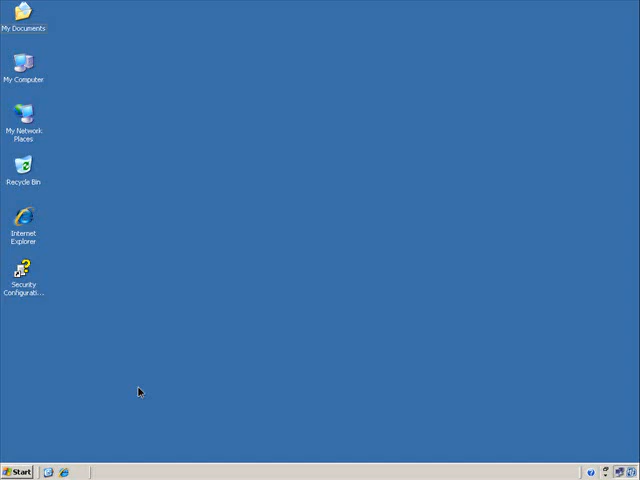 My Documents
My Computer
My Network
Places
Recycle Bin
Internet
Explorer
Security
Configurati...
Start